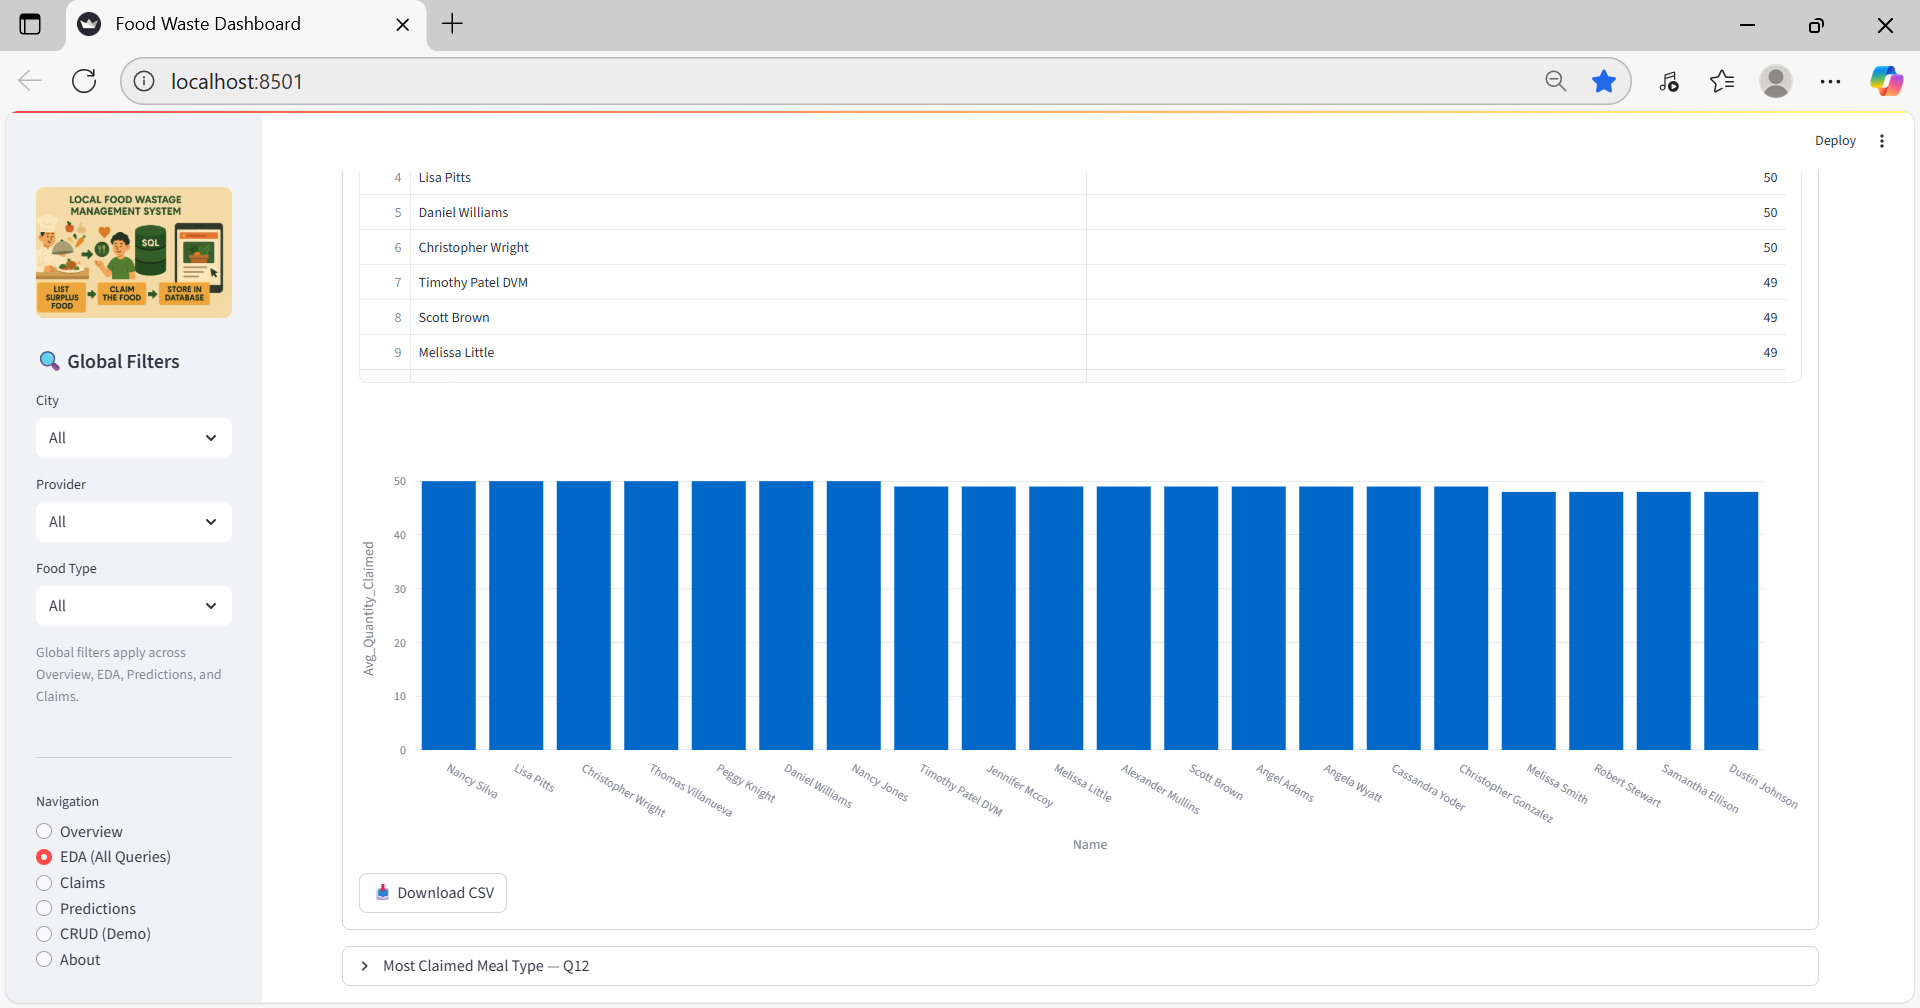 Food Waste Dashboard
localhost:8501
Deploy
LOCAL FOOD WASTAGE
MANAGEMENT SYSTEM
SQL
LIST
SURPLUS
FOOD
CLAIM
THE FOOD
STORE IN
DATABASE
Global Filters
City
All
Provider
All
Food Type
All
Global filters apply across
Overview, EDA, Predictions, and
Claims.
Navigation
Overview
EDA (All Queries)
Claims
Predictions
CRUD (Demo)
About
4 Lisa Pitts 50
5 Daniel Williams 50
6 Christopher Wright 50
7 Timothy Patel DVM 49
8 Scott Brown 49
9 Melissa Little 49
Avg_Quantity_Claimed
50
40
30
20
10
0
Nancy Silva
Lisa Pitts
Christopher Wright
Thomas Villanueva
Peggy Knight
Daniel Williams
Nancy Jones
Timothy Patel DVM
Jennifer Mccoy
Melissa Little
Alexander Mullins
Scott Brown
Angel Adams
Angela Wyatt
Cassandra Yoder
Christopher Gonzalez
Melissa Smith
Robert Stewart
Samantha Ellison
Dustin Johnson
Name
Download CSV
Most Claimed Meal Type — Q12